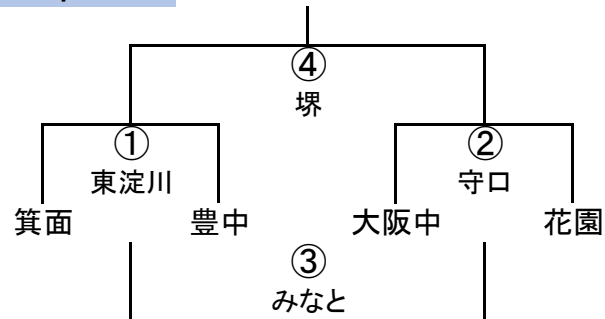 ④
堺
① ②
東淀川 守口
箕面 豊中 大阪中 花園
③
みなと